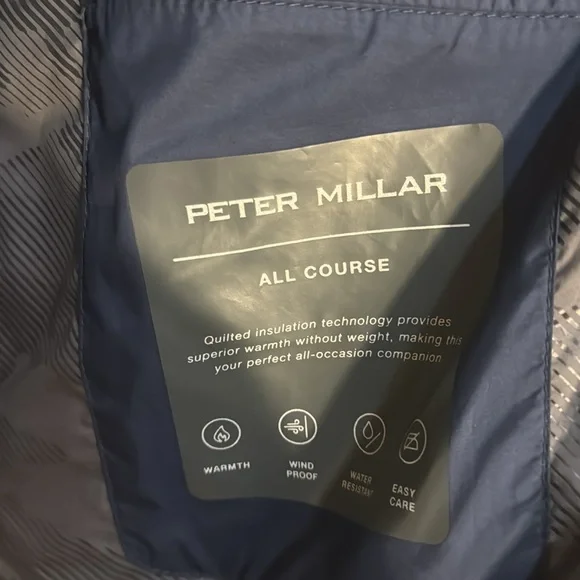 PETER MILLAR
ALL COURSE
Quilted insulation technology provides
superior warmth without weight, making this
your perfect all-occasion companion
WARMTH
WIND
PROOF
WATER
RESISTANT
EASY
CARE